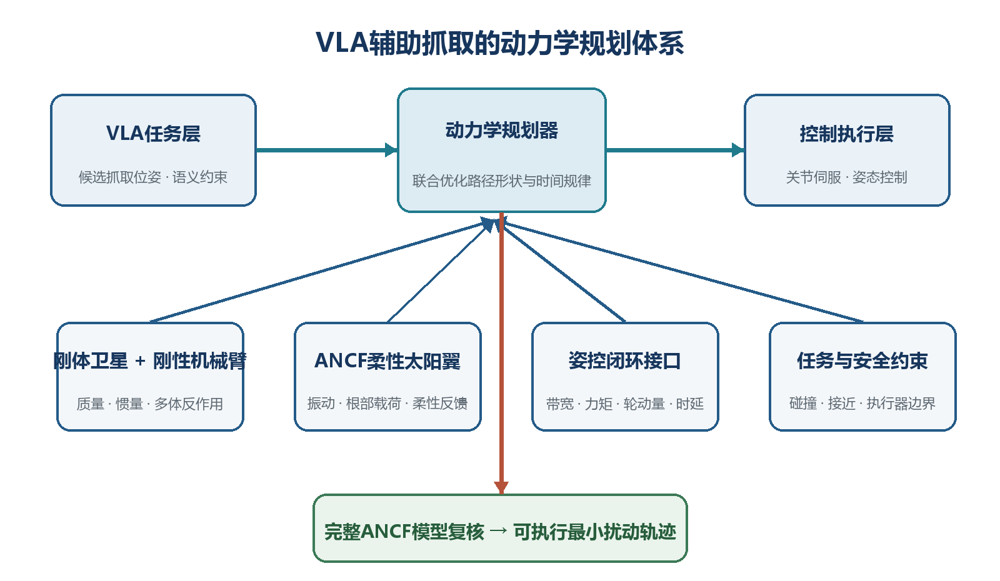 VLA辅助抓取的动力学规划体系
VLA任务层
候选抓取位姿 · 语义约束
动力学规划器
联合优化路径形状与时间规律
控制执行层
关节伺服 · 姿态控制
刚体卫星 + 刚性机械臂
质量 · 惯量 · 多体反作用
ANCF柔性太阳翼
振动 · 根部载荷 · 柔性反馈
姿控闭环接口
带宽 · 力矩 · 轮动量 · 时延
任务与安全约束
碰撞 · 接近 · 执行器边界
完整ANCF模型复核 → 可执行最小扰动轨迹